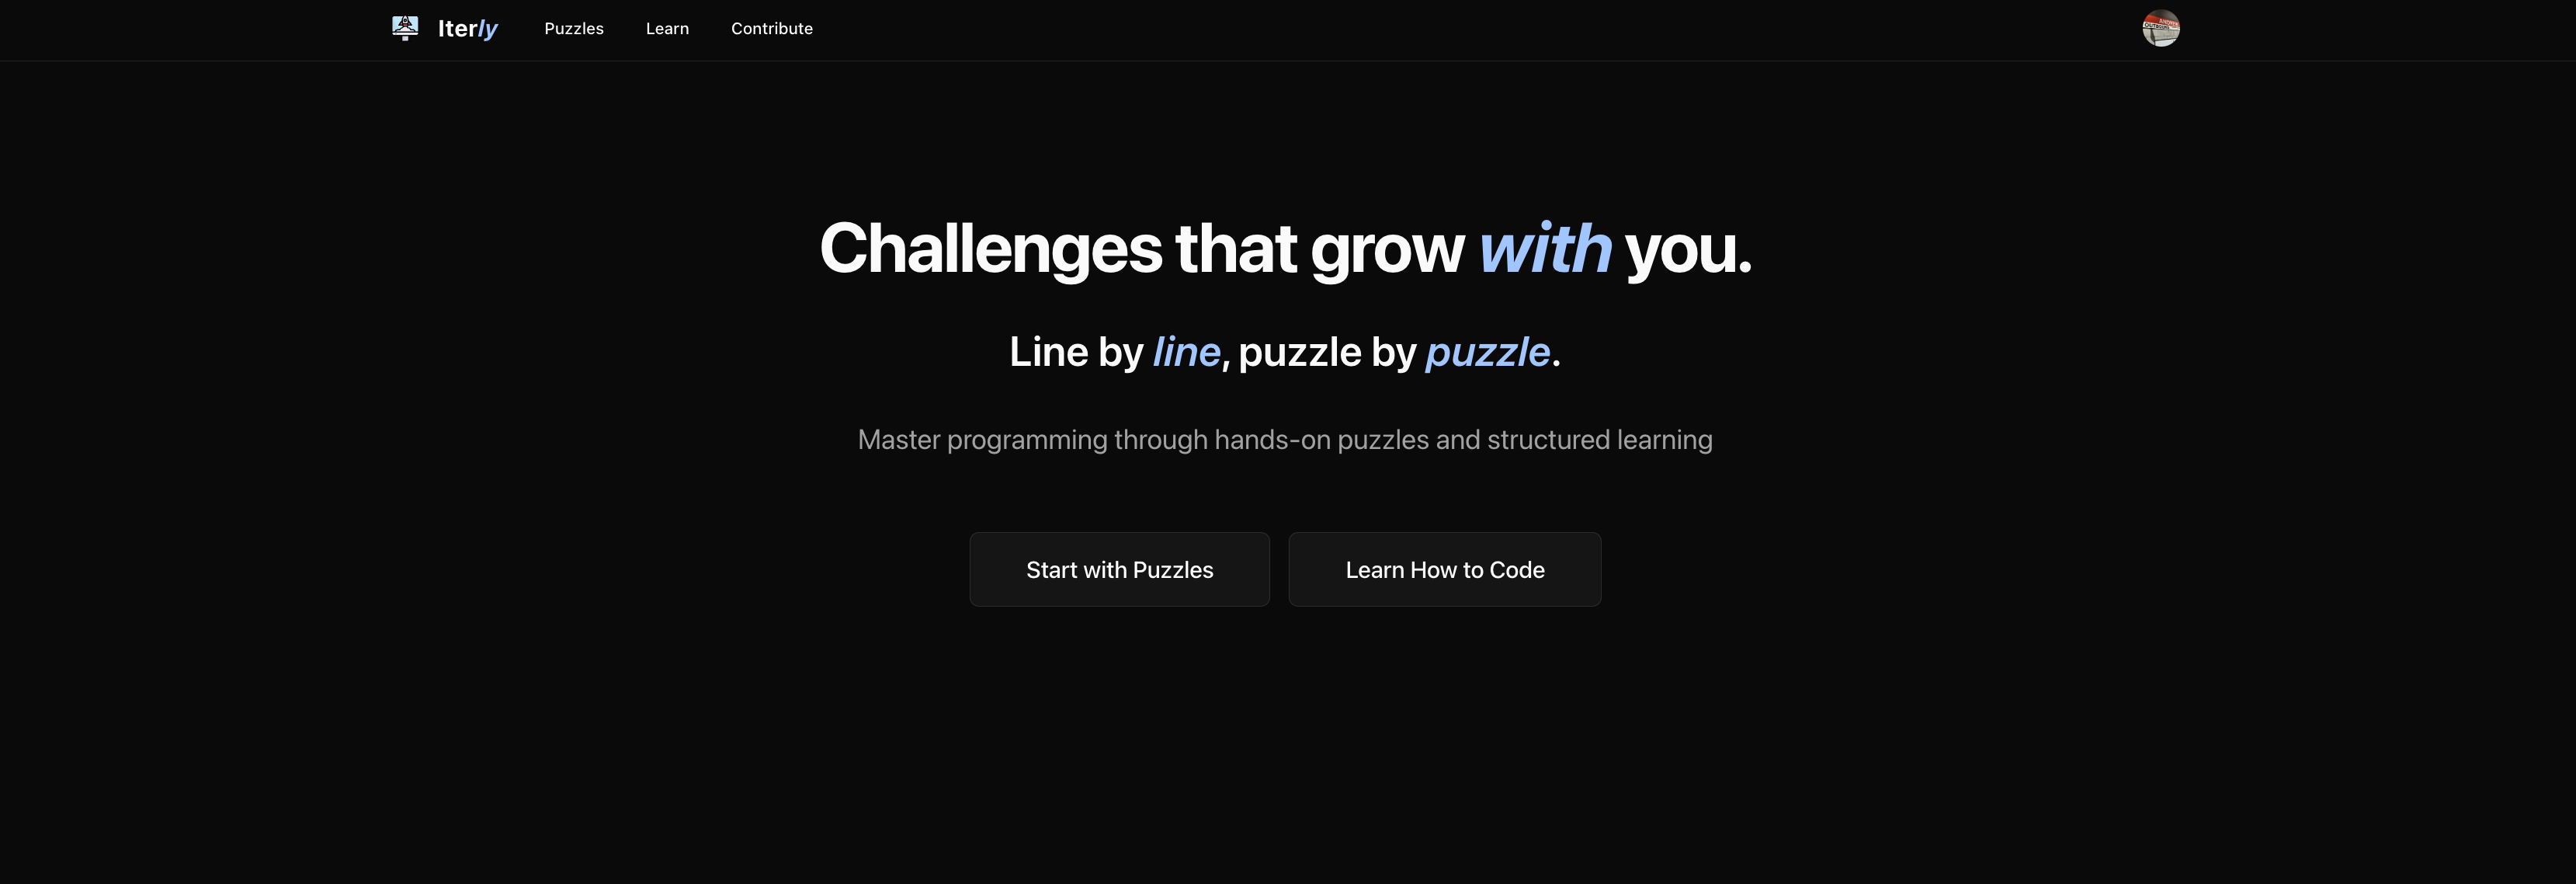 Iterly
Puzzles
Learn
Contribute
Challenges that grow with you.
Line by line, puzzle by puzzle.
Master programming through hands-on puzzles and structured learning
Start with Puzzles
Learn How to Code